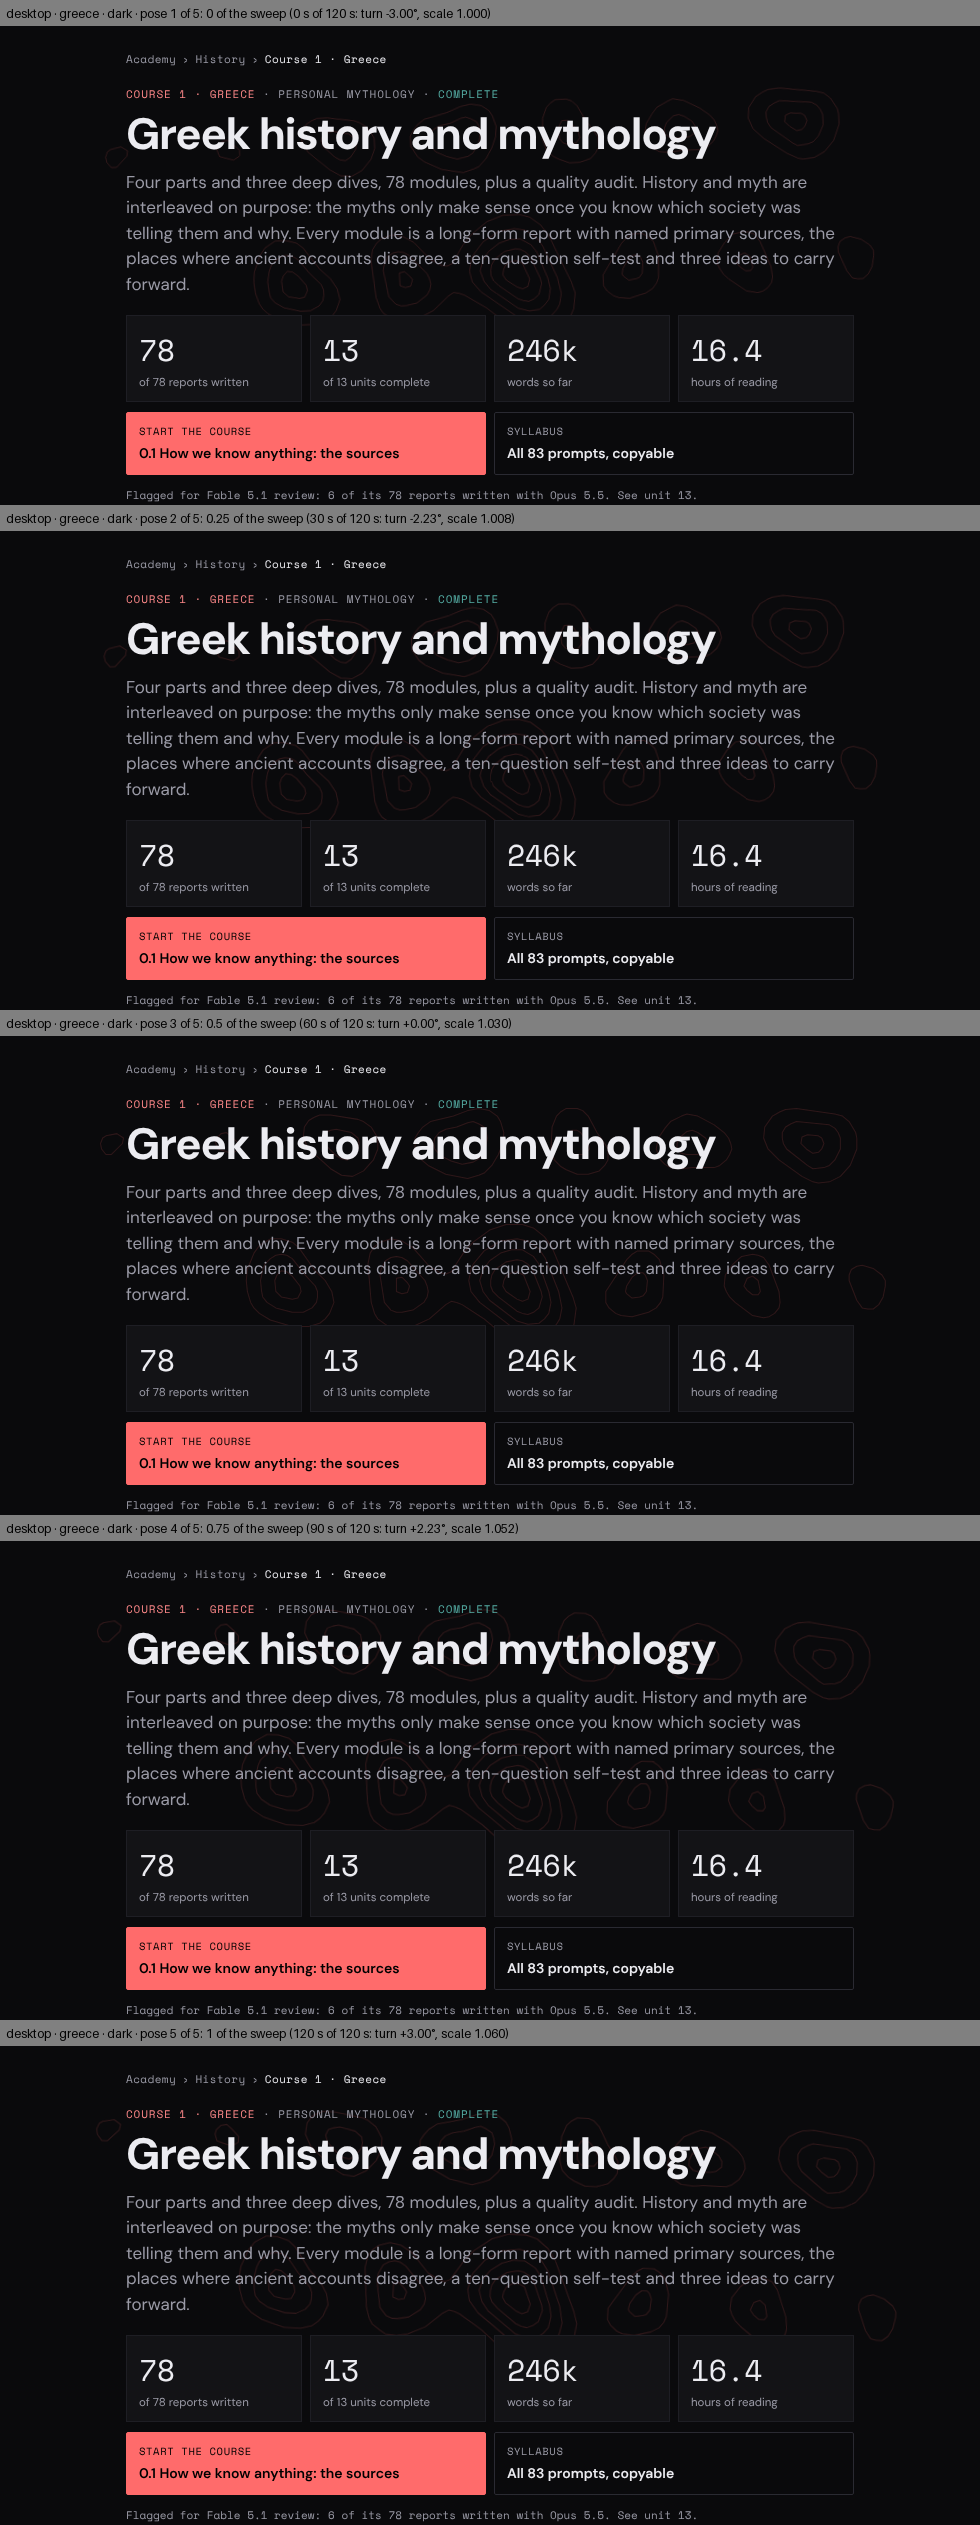 desktop · greece · dark · pose 1 of 5: 0 of the sweep (0 s of 120 s: turn -3.00°, scale 1.000)
Academy › History › Course 1 · Greece
COURSE 1 · GREECE · PERSONAL MYTHOLOGY · COMPLETE
Greek history and mythology
Four parts and three deep dives, 78 modules, plus a quality audit. History and myth are
interleaved on purpose: the myths only make sense once you know which society was
telling them and why. Every module is a long-form report with named primary sources, the
places where ancient accounts disagree, a ten-question self-test and three ideas to carry
forward.
78 13 246k 16.4
of 78 reports written of 13 units complete words so far hours of reading
START THE COURSE SYLLABUS
0.1 How we know anything: the sources All 83 prompts, copyable
Flagged for Fable 5.1 review: 6 of its 78 reports written with Opus 5.5. See unit 13.
desktop · greece · dark · pose 2 of 5: 0.25 of the sweep (30 s of 120 s: turn -2.23°, scale 1.008)
Academy › History › Course 1 · Greece
COURSE 1 · GREECE · PERSONAL MYTHOLOGY · COMPLETE
Greek history and mythology
Four parts and three deep dives, 78 modules, plus a quality audit. History and myth are
interleaved on purpose: the myths only make sense once you know which society was
telling them and why. Every module is a long-form report with named primary sources, the
places where ancient accounts disagree, a ten-question self-test and three ideas to carry
forward.
78 13 246k 16.4
of 78 reports written of 13 units complete words so far hours of reading
START THE COURSE SYLLABUS
0.1 How we know anything: the sources All 83 prompts, copyable
Flagged for Fable 5.1 review: 6 of its 78 reports written with Opus 5.5. See unit 13.
desktop · greece · dark · pose 3 of 5: 0.5 of the sweep (60 s of 120 s: turn +0.00°, scale 1.030)
Academy › History › Course 1 · Greece
COURSE 1 · GREECE · PERSONAL MYTHOLOGY · COMPLETE
Greek history and mythology
Four parts and three deep dives, 78 modules, plus a quality audit. History and myth are
interleaved on purpose: the myths only make sense once you know which society was
telling them and why. Every module is a long-form report with named primary sources, the
places where ancient accounts disagree, a ten-question self-test and three ideas to carry
forward.
78 13 246k 16.4
of 78 reports written of 13 units complete words so far hours of reading
START THE COURSE SYLLABUS
0.1 How we know anything: the sources All 83 prompts, copyable
Flagged for Fable 5.1 review: 6 of its 78 reports written with Opus 5.5. See unit 13.
desktop · greece · dark · pose 4 of 5: 0.75 of the sweep (90 s of 120 s: turn +2.23°, scale 1.052)
Academy › History › Course 1 · Greece
COURSE 1 · GREECE · PERSONAL MYTHOLOGY · COMPLETE
Greek history and mythology
Four parts and three deep dives, 78 modules, plus a quality audit. History and myth are
interleaved on purpose: the myths only make sense once you know which society was
telling them and why. Every module is a long-form report with named primary sources, the
places where ancient accounts disagree, a ten-question self-test and three ideas to carry
forward.
78 13 246k 16.4
of 78 reports written of 13 units complete words so far hours of reading
START THE COURSE SYLLABUS
0.1 How we know anything: the sources All 83 prompts, copyable
Flagged for Fable 5.1 review: 6 of its 78 reports written with Opus 5.5. See unit 13.
desktop · greece · dark · pose 5 of 5: 1 of the sweep (120 s of 120 s: turn +3.00°, scale 1.060)
Academy › History › Course 1 · Greece
COURSE 1 · GREECE · PERSONAL MYTHOLOGY · COMPLETE
Greek history and mythology
Four parts and three deep dives, 78 modules, plus a quality audit. History and myth are
interleaved on purpose: the myths only make sense once you know which society was
telling them and why. Every module is a long-form report with named primary sources, the
places where ancient accounts disagree, a ten-question self-test and three ideas to carry
forward.
78 13 246k 16.4
of 78 reports written of 13 units complete words so far hours of reading
START THE COURSE SYLLABUS
0.1 How we know anything: the sources All 83 prompts, copyable
Flagged for Fable 5.1 review: 6 of its 78 reports written with Opus 5.5. See unit 13.